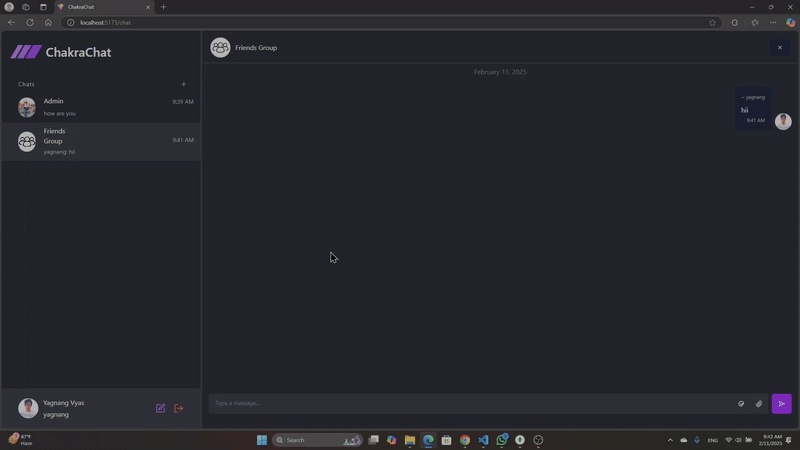 ChakraChat
localhost:5173/chat
ChakraChat
Chats
+
Admin
9:39 AM
how are you
Friends
Group
9:41 AM
yagnang: hii
Yagnang Vyas
yagnang
Friends Group
February 11, 2025
~ yagnang
hii
9:41 AM
Type a message...
87°F
Haze
Search
ENG
9:42 AM
2/11/2025